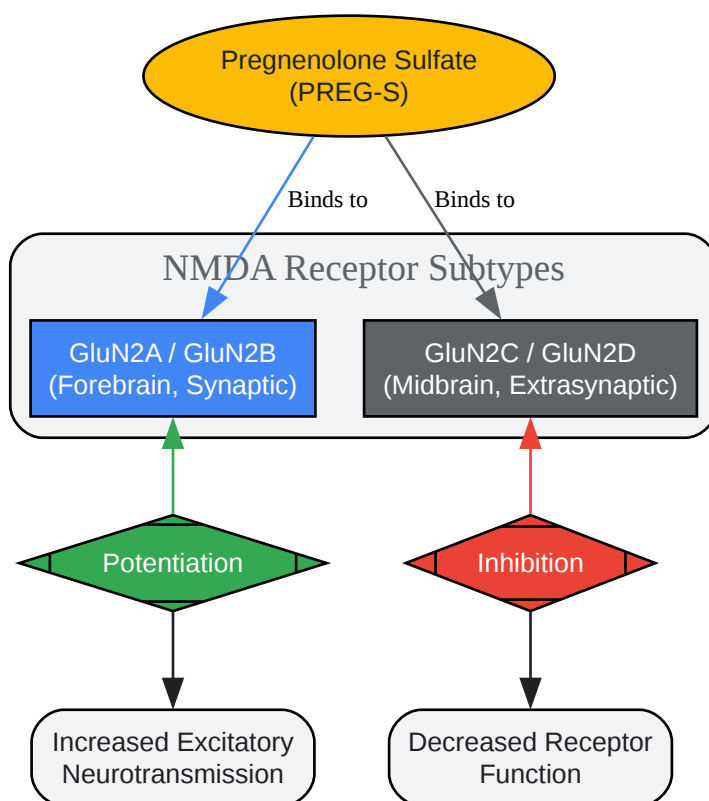 Pregnenolone Sulfate
(PREG-S)
Binds to
Binds to
NMDA Receptor Subtypes
GluN2A / GluN2B
(Forebrain, Synaptic)
GluN2C / GluN2D
(Midbrain, Extrasynaptic)
Potentiation
Inhibition
Increased Excitatory
Neurotransmission
Decreased Receptor
Function